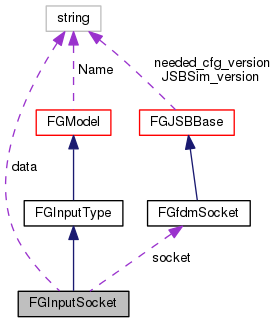 string
Name
needed_cfg_version
JSBSim_version
FGModel
FGJSBBase
data
FGInputType
FGfdmSocket
socket
FGInputSocket